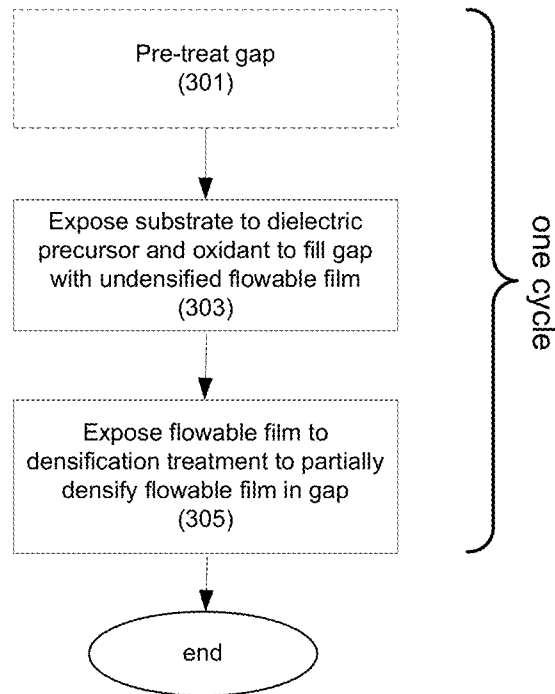 Pre-treat gap
(301)
Expose substrate to dielectric
precursor and oxidant to fill gap
with undensified flowable film
(303)
Expose flowable film to
densification treatment to partially
densify flowable film in gap
(305)
end
one cycle